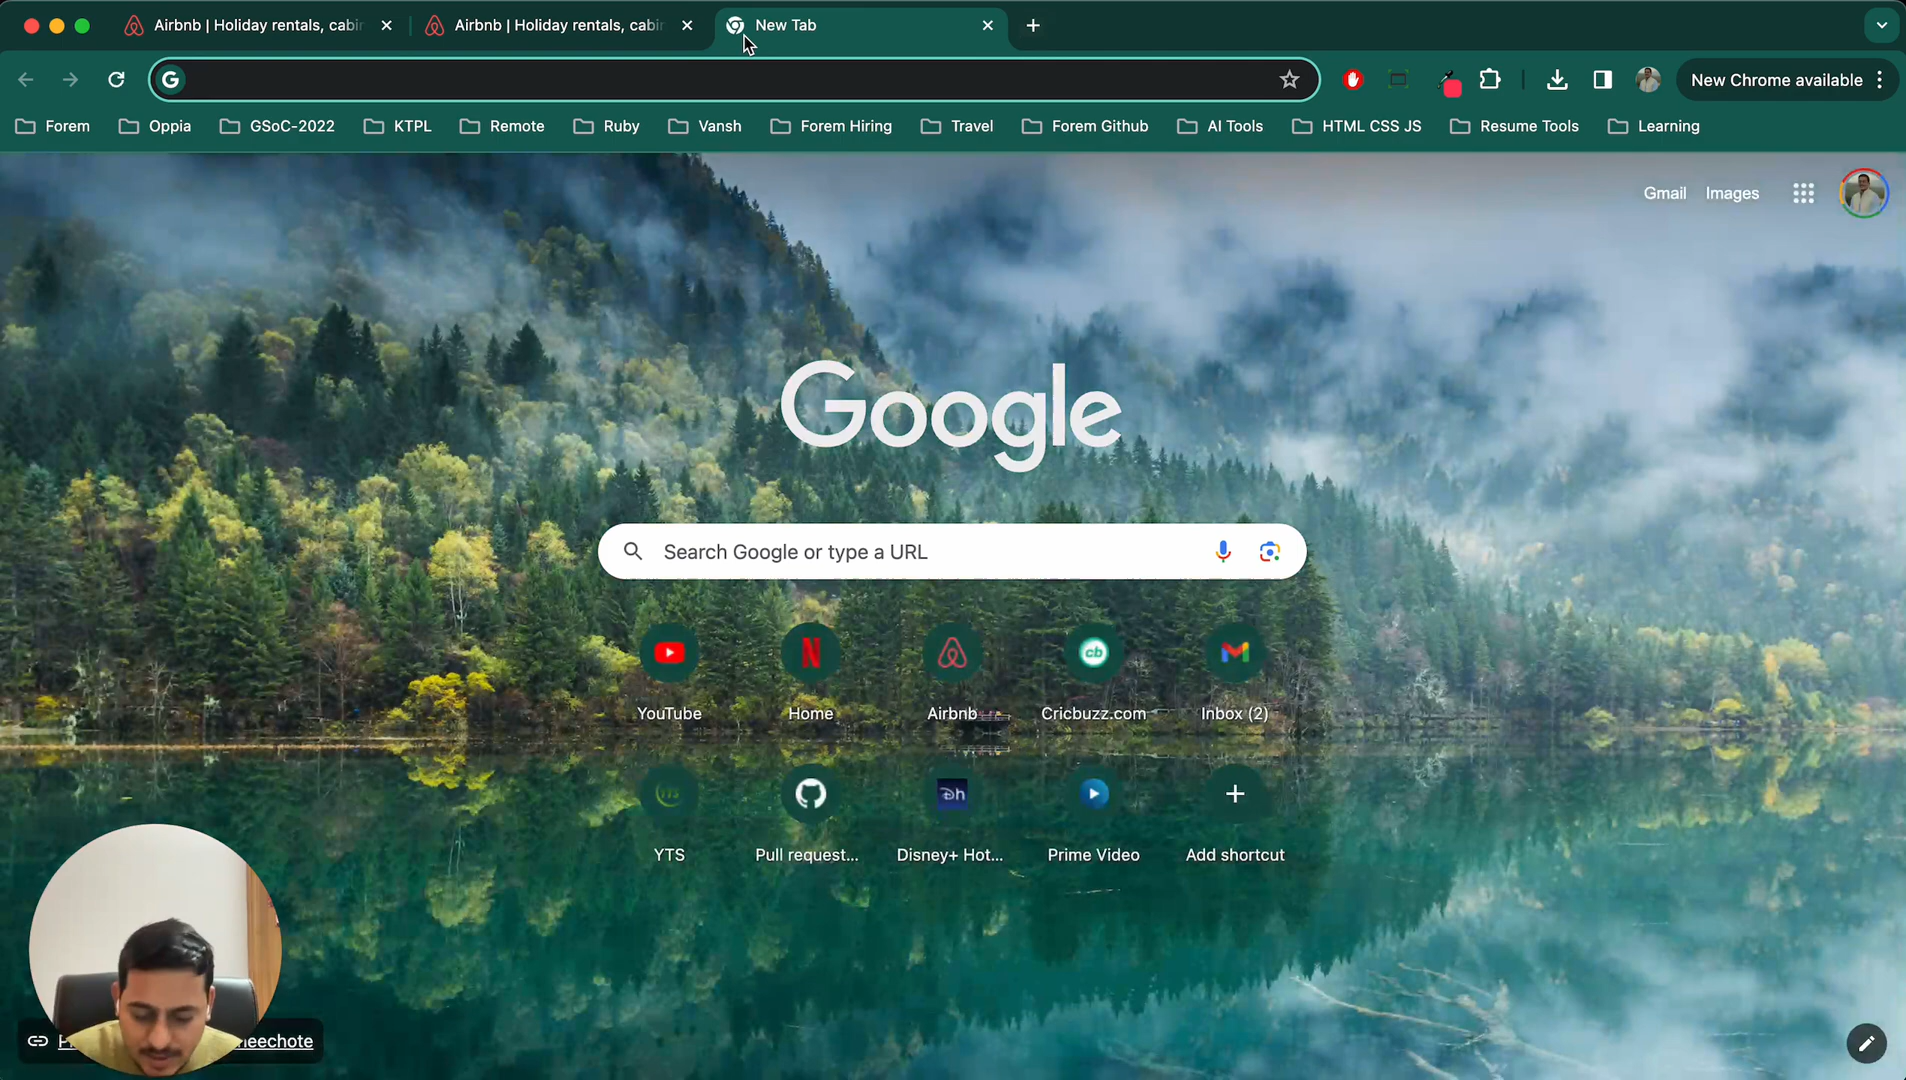 Airbnb | Holiday rentals, cabi
Airbnb | Holiday rentals, cabi
New Tab
New Chrome available
Forem
Oppia
GSoC-2022
KTPL
Remote
Ruby
Vansh
Forem Hiring
Travel
Forem Github
AI Tools
HTML CSS JS
Resume Tools
Learning
Gmail
Images
Google
Search Google or type a URL
YouTube
Home
Airbnb
Cricbuzz.com
Inbox (2)
YTS
Pull request...
Disney+ Hot...
Prime Video
Add shortcut
heechote